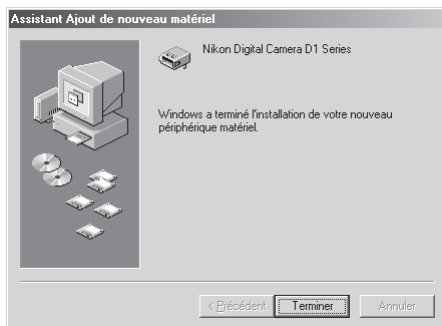 Assistant Ajout de nouveau matériel
Nikon Digital Camera D1 Series
Windows a terminé l'installation de votre nouveau
périphérique matériel.
< Précédent
Terminer
Annuler